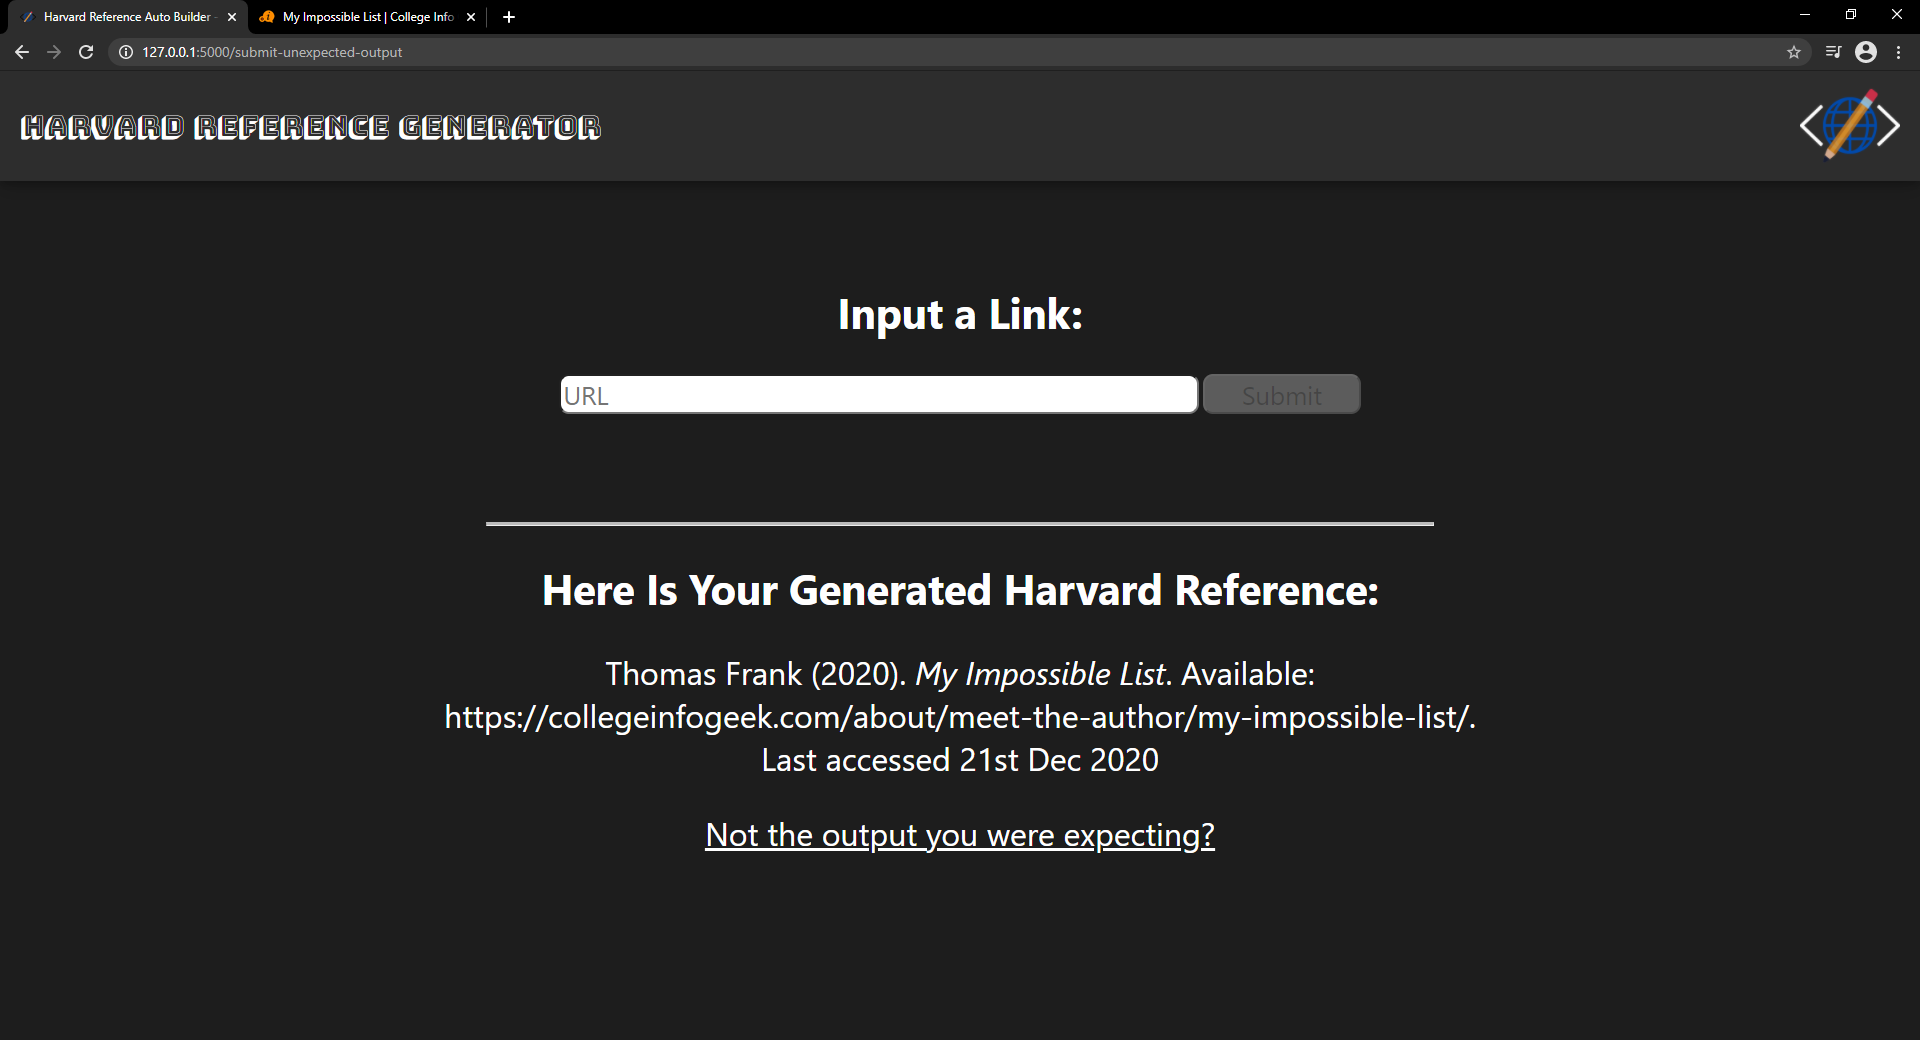 Harvard Reference Auto Builder -
My Impossible List | College Info
127.0.0.1:5000/submit-unexpected-output
HARVARD REFERENCE GENERATOR
Input a Link:
URL Submit
Here Is Your Generated Harvard Reference:
Thomas Frank (2020). My Impossible List. Available:
https://collegeinfogeek.com/about/meet-the-author/my-impossible-list/.
Last accessed 21st Dec 2020
Not the output you were expecting?